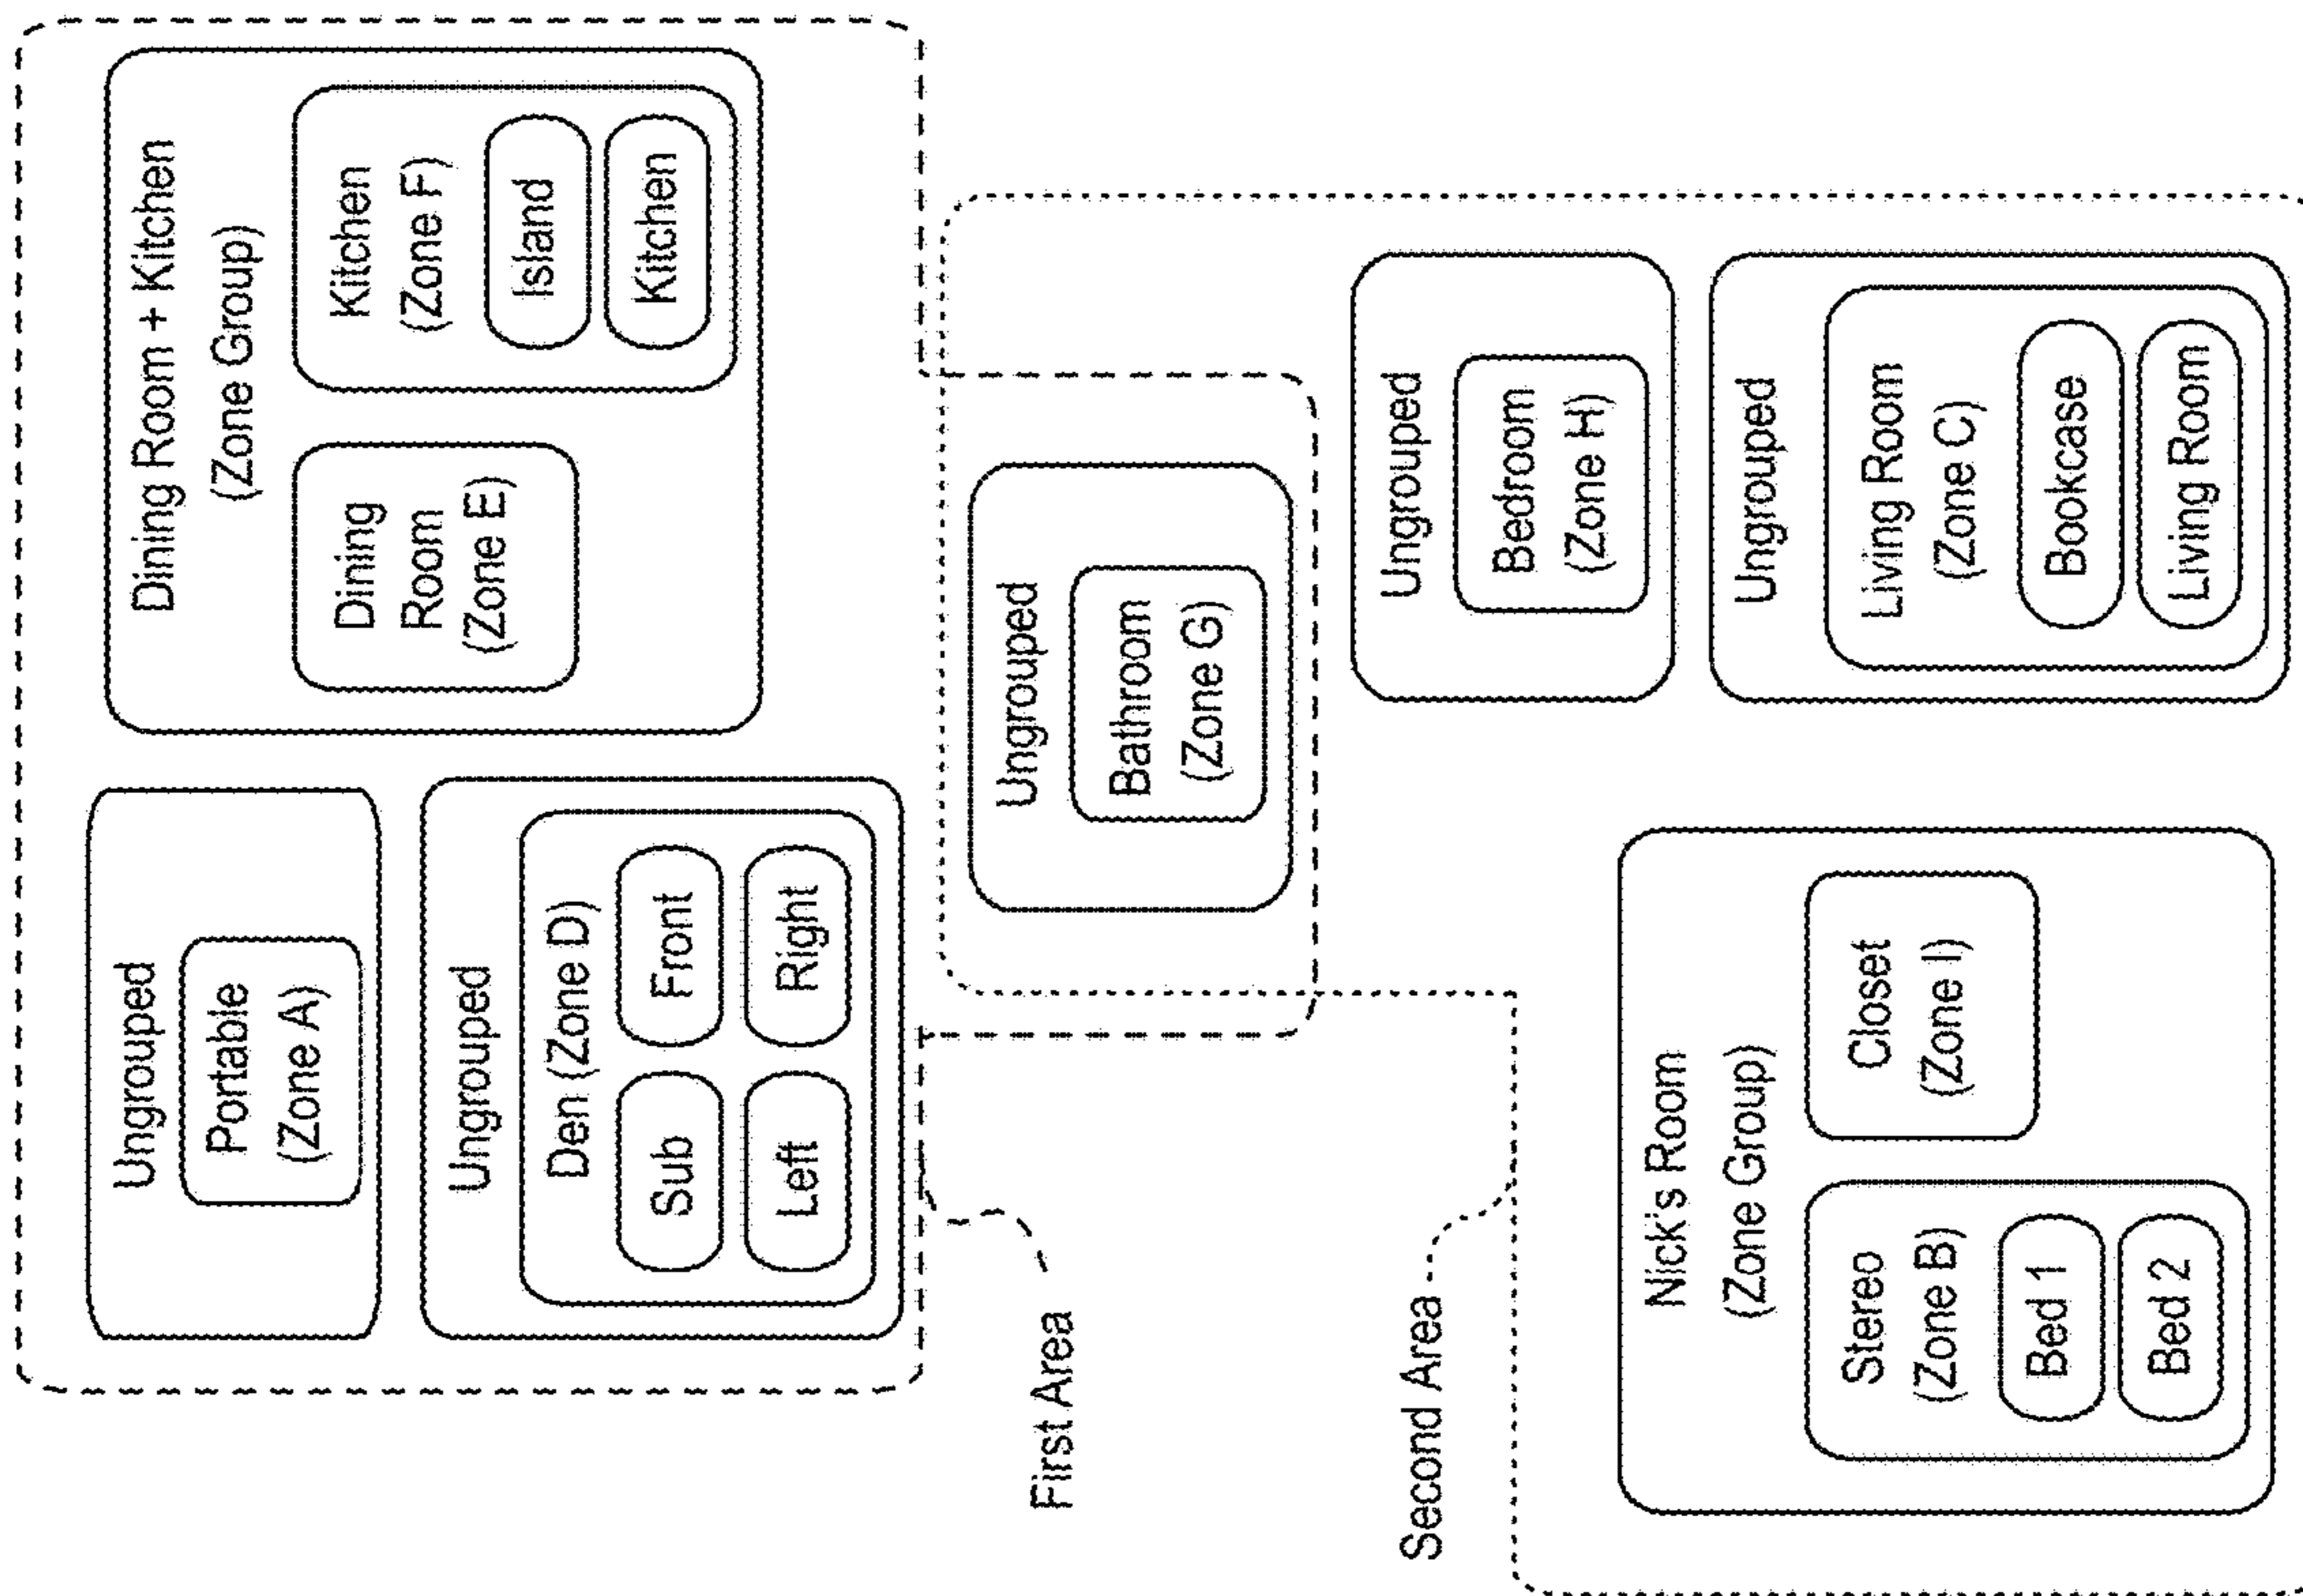 Ungrouped
Portable
(Zone A)
Ungrouped
Den (Zone D)
Sub
Front
Left
Right
Dining Room + Kitchen
(Zone Group)
Dining
Room
(Zone E)
Kitchen
(Zone F)
Island
Kitchen
First Area
Ungrouped
Bathroom
(Zone G)
Second Area
Ungrouped
Bedroom
(Zone H)
Nick's Room
(Zone Group)
Stereo
(Zone B)
Bed 1
Bed 2
Closet
(Zone I)
Ungrouped
Living Room
(Zone C)
Bookcase
Living Room